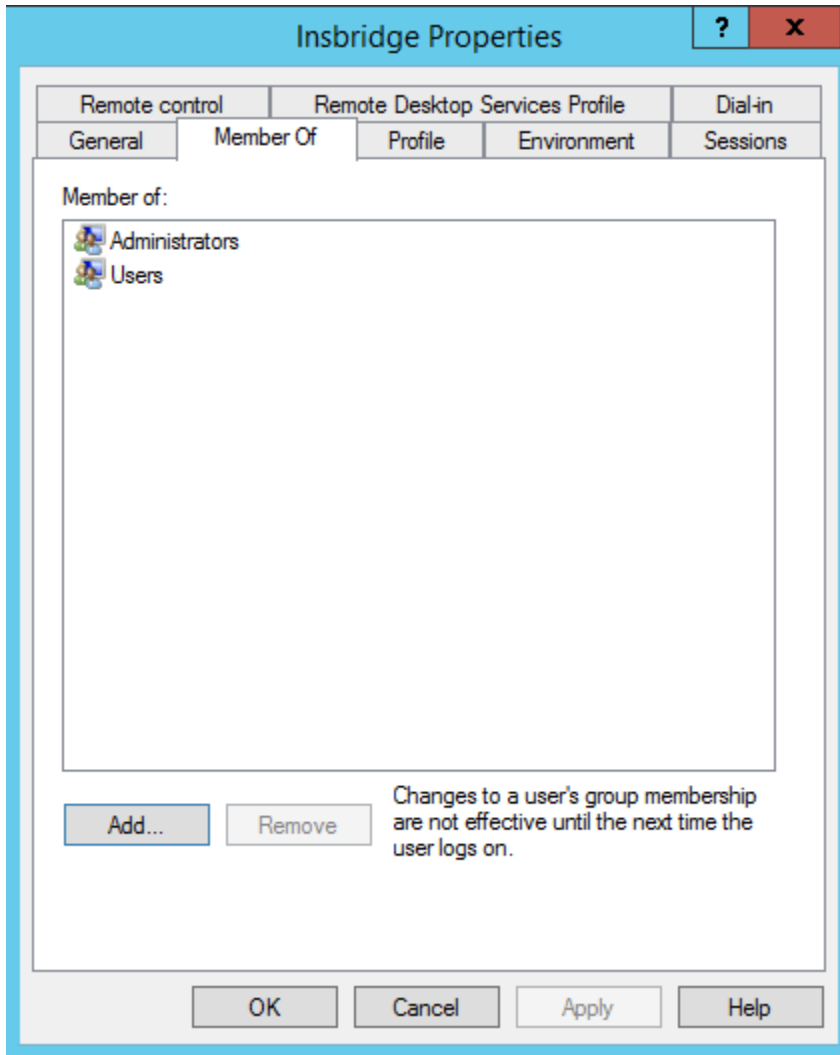 Insbridge Properties
?
x
Remote control
Remote Desktop Services Profile
Dial-in
General
Member Of
Profile
Environment
Sessions
Member of:
Administrators
Users
Add...
Remove
Changes to a user's group membership
are not effective until the next time the
user logs on.
OK
Cancel
Apply
Help